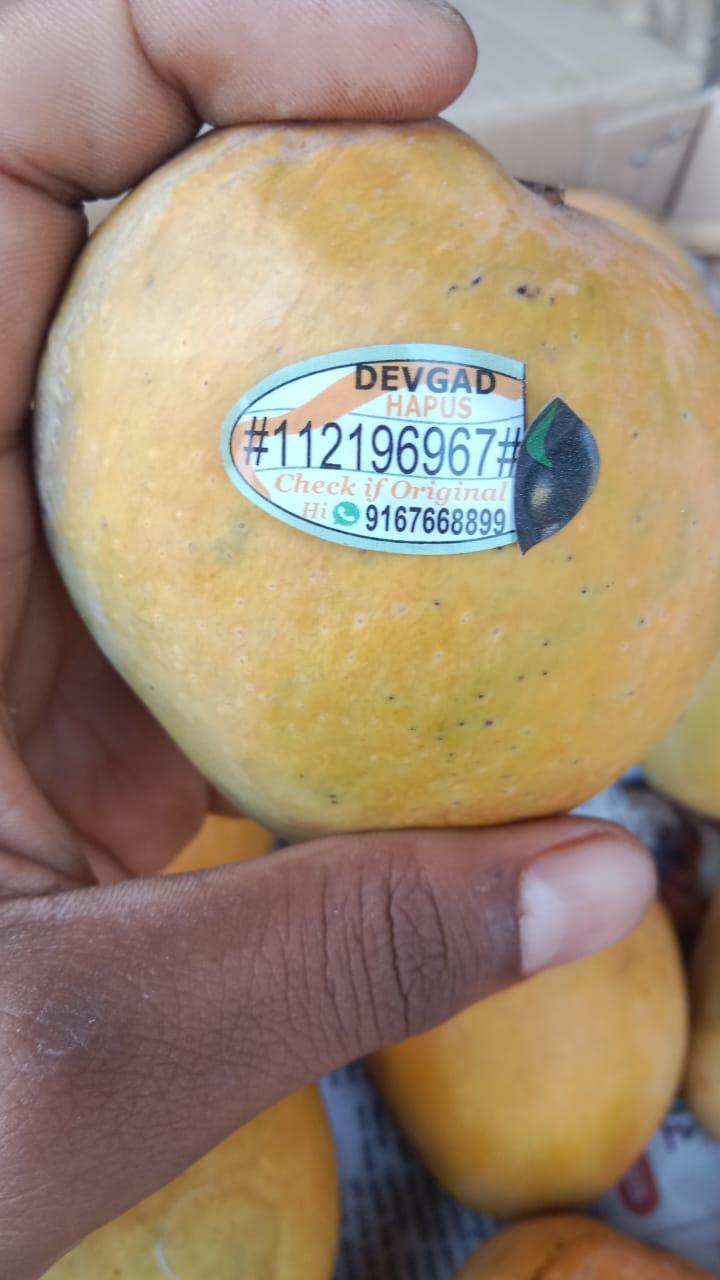 DEVGAD
HAPUS
#112196967#
Check if Original
Hi 9167668899